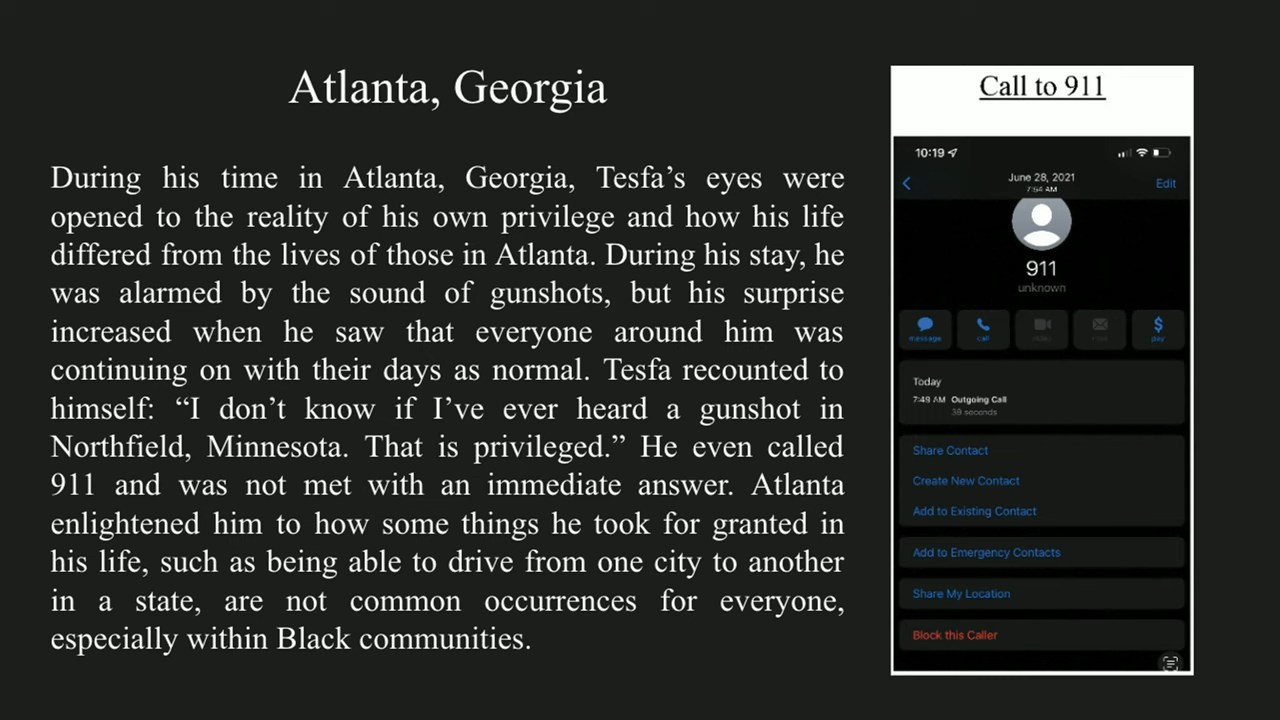 Atlanta, Georgia
During his time in Atlanta, Georgia, Tesfa’s eyes were
opened to the reality of his own privilege and how his life
differed from the lives of those in Atlanta. During his stay, he
was alarmed by the sound of gunshots, but his surprise
increased when he saw that everyone around him was
continuing on with their days as normal. Tesfa recounted to
himself: “I don’t know if I’ve ever heard a gunshot in
Northfield, Minnesota. That is privileged.” He even called
911 and was not met with an immediate answer. Atlanta
enlightened him to how some things he took for granted in
his life, such as being able to drive from one city to another
in a state, are not common occurrences for everyone,
especially within Black communities.
Call to 911
10:19
June 28, 2021
7:54 AM
Edit
911
unknown
message call video pay
Today
7:49 AM Outgoing Call
38 seconds
Share Contact
Create New Contact
Add to Existing Contact
Add to Emergency Contacts
Share My Location
Block this Caller